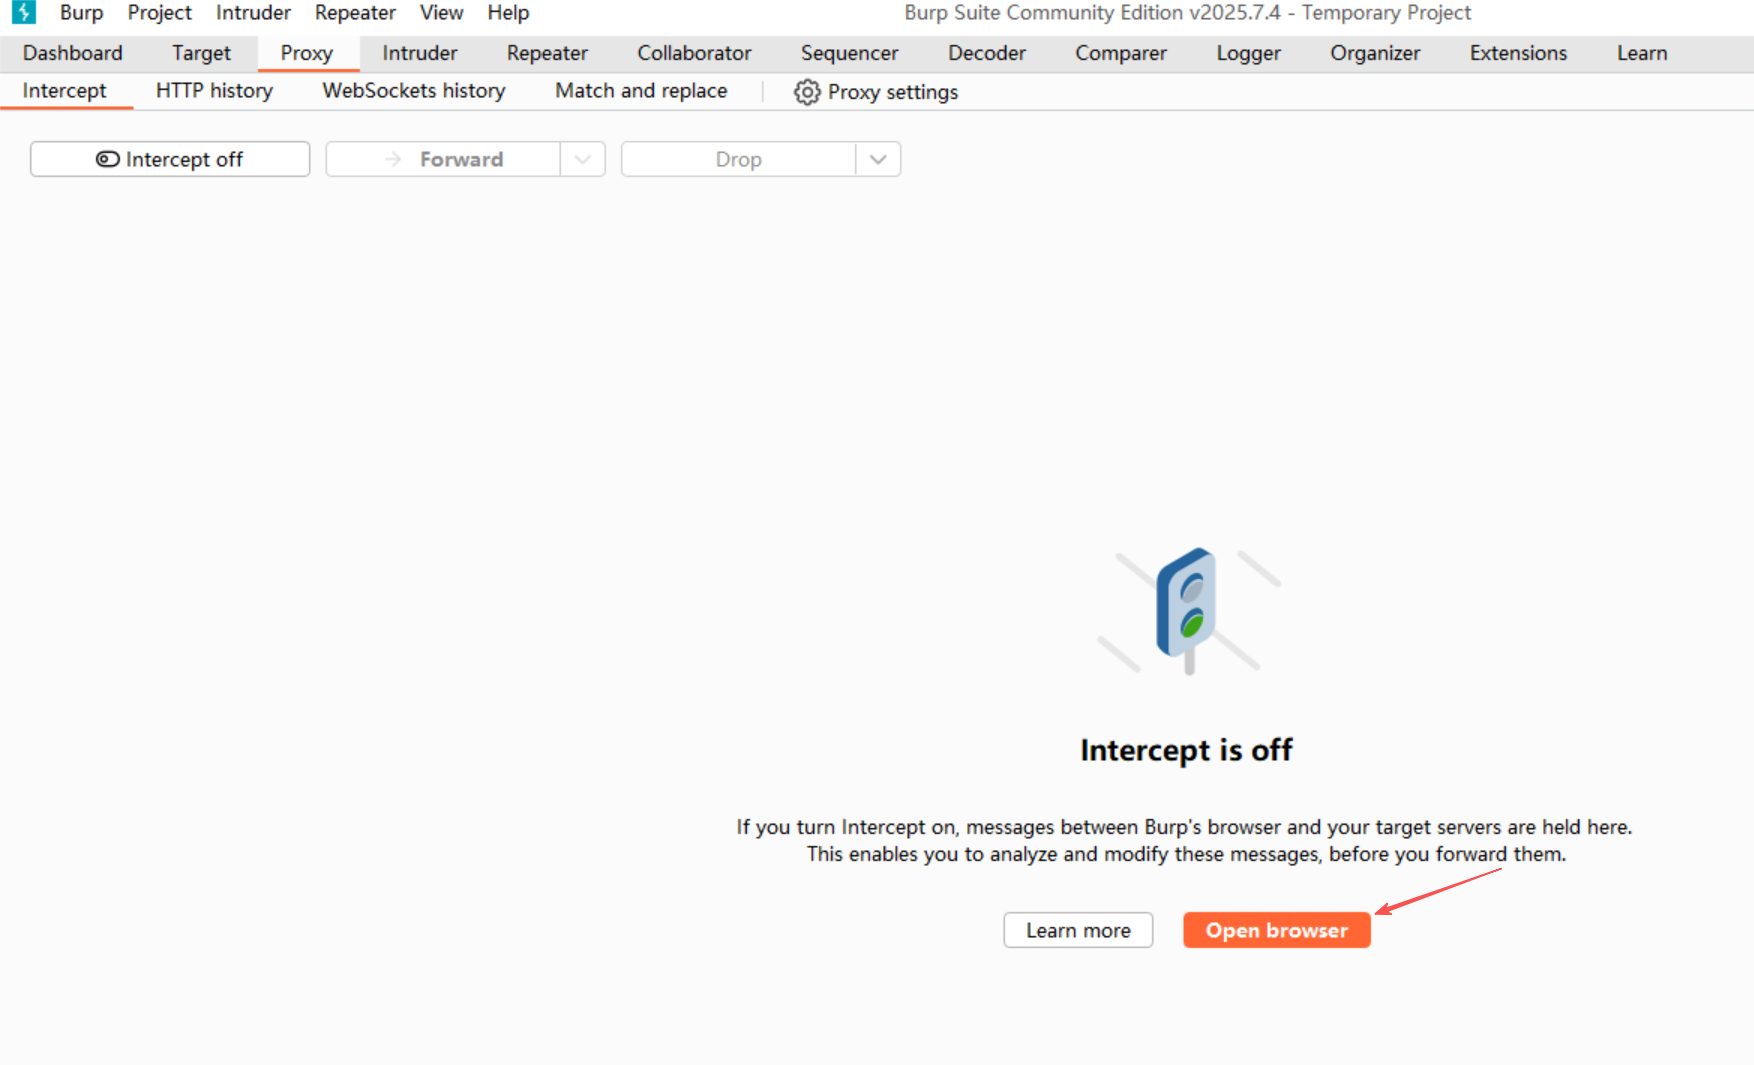 Burp Project Intruder Repeater View Help Burp Suite Community Edition v2025.7.4 - Temporary Project
Dashboard Target Proxy Intruder Repeater Collaborator Sequencer Decoder Comparer Logger Organizer Extensions Learn
Intercept HTTP history WebSockets history Match and replace Proxy settings
Intercept off Forward Drop
Intercept is off
If you turn Intercept on, messages between Burp's browser and your target servers are held here.
This enables you to analyze and modify these messages, before you forward them.
Learn more Open browser